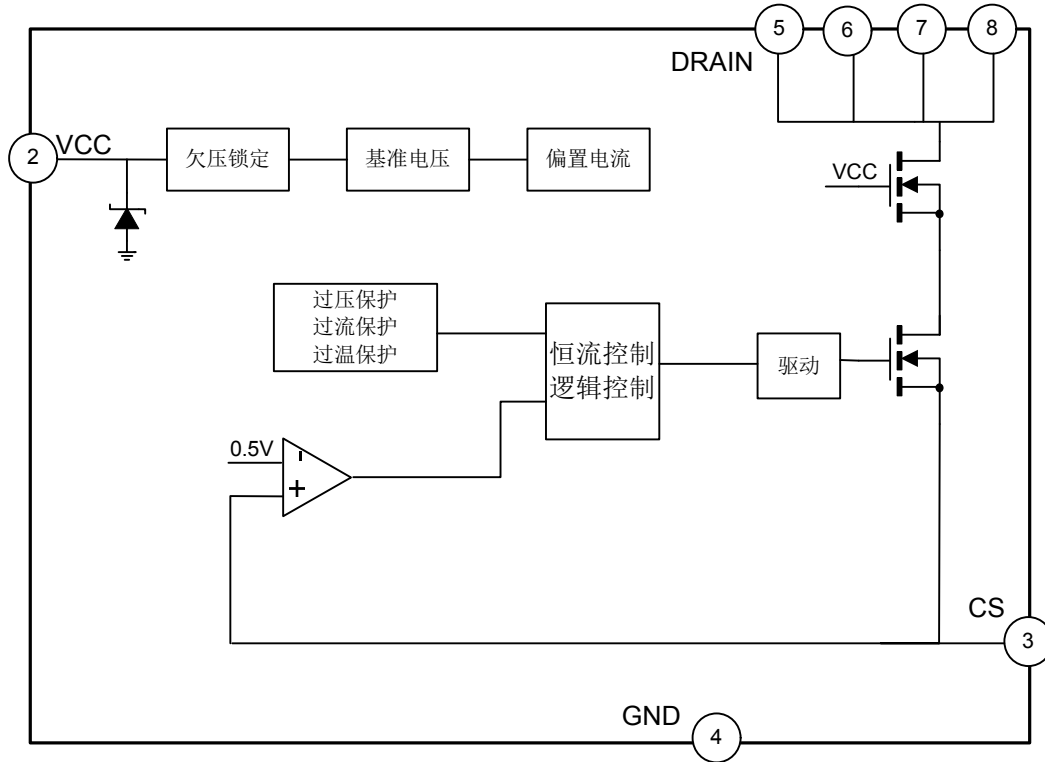 5
6
7
8
DRAIN
2
VCC
欠压锁定
基准电压
偏置电流
VCC
过压保护
过流保护
过温保护
恒流控制
逻辑控制
驱动
0.5V
-
+
CS
3
GND
4